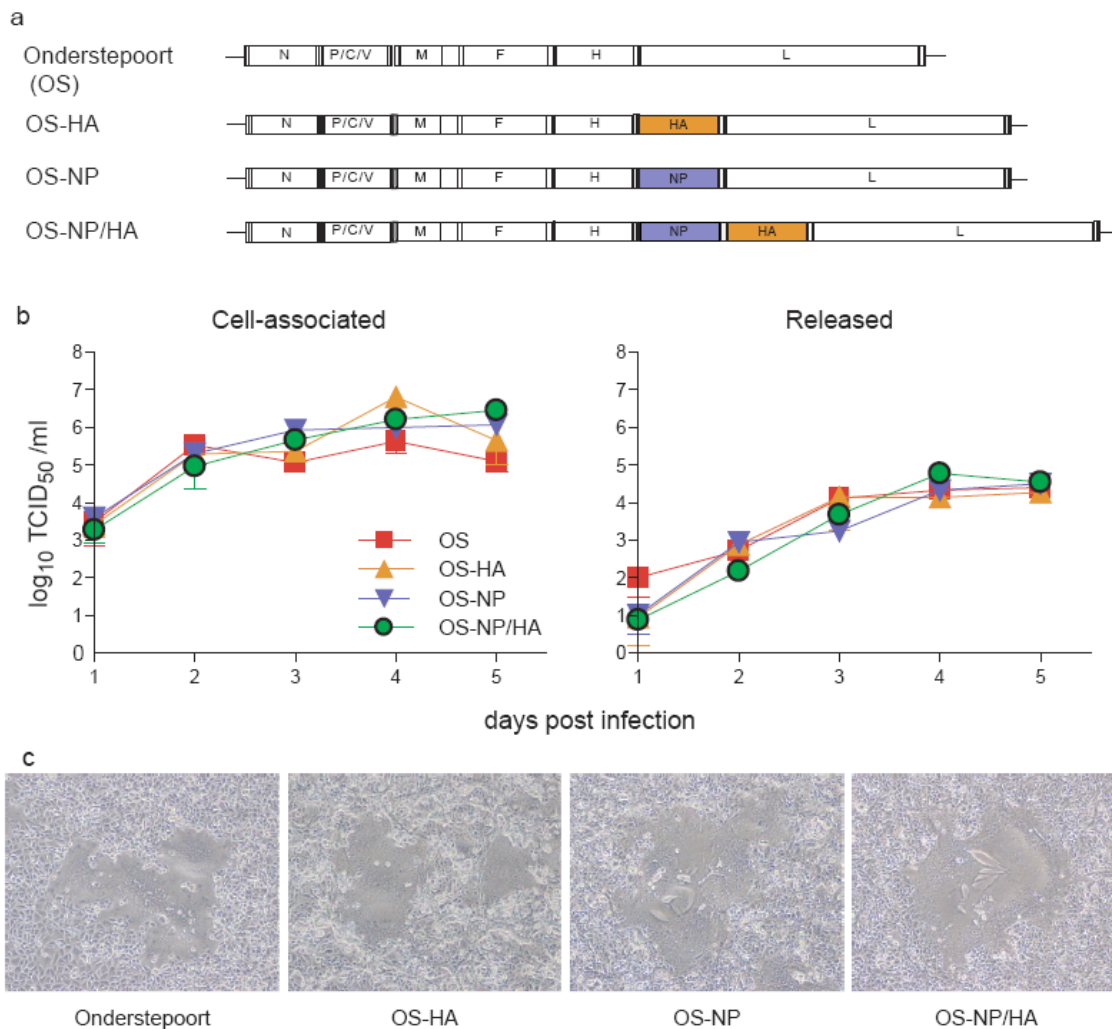 a
Onderstepoort
(OS)
N P/C/V M F H L
OS-HA
N P/C/V M F H HA L
OS-NP
N P/C/V M F H NP L
OS-NP/HA
N P/C/V M F H NP HA L
b
Cell-associated
Released
log10 TCID50 /ml
8
7
6
5
4
3
2
1
0
1 2 3 4 5
OS
OS-HA
OS-NP
OS-NP/HA
8
7
6
5
4
3
2
1
0
1 2 3 4 5
days post infection
c
Onderstepoort OS-HA OS-NP OS-NP/HA